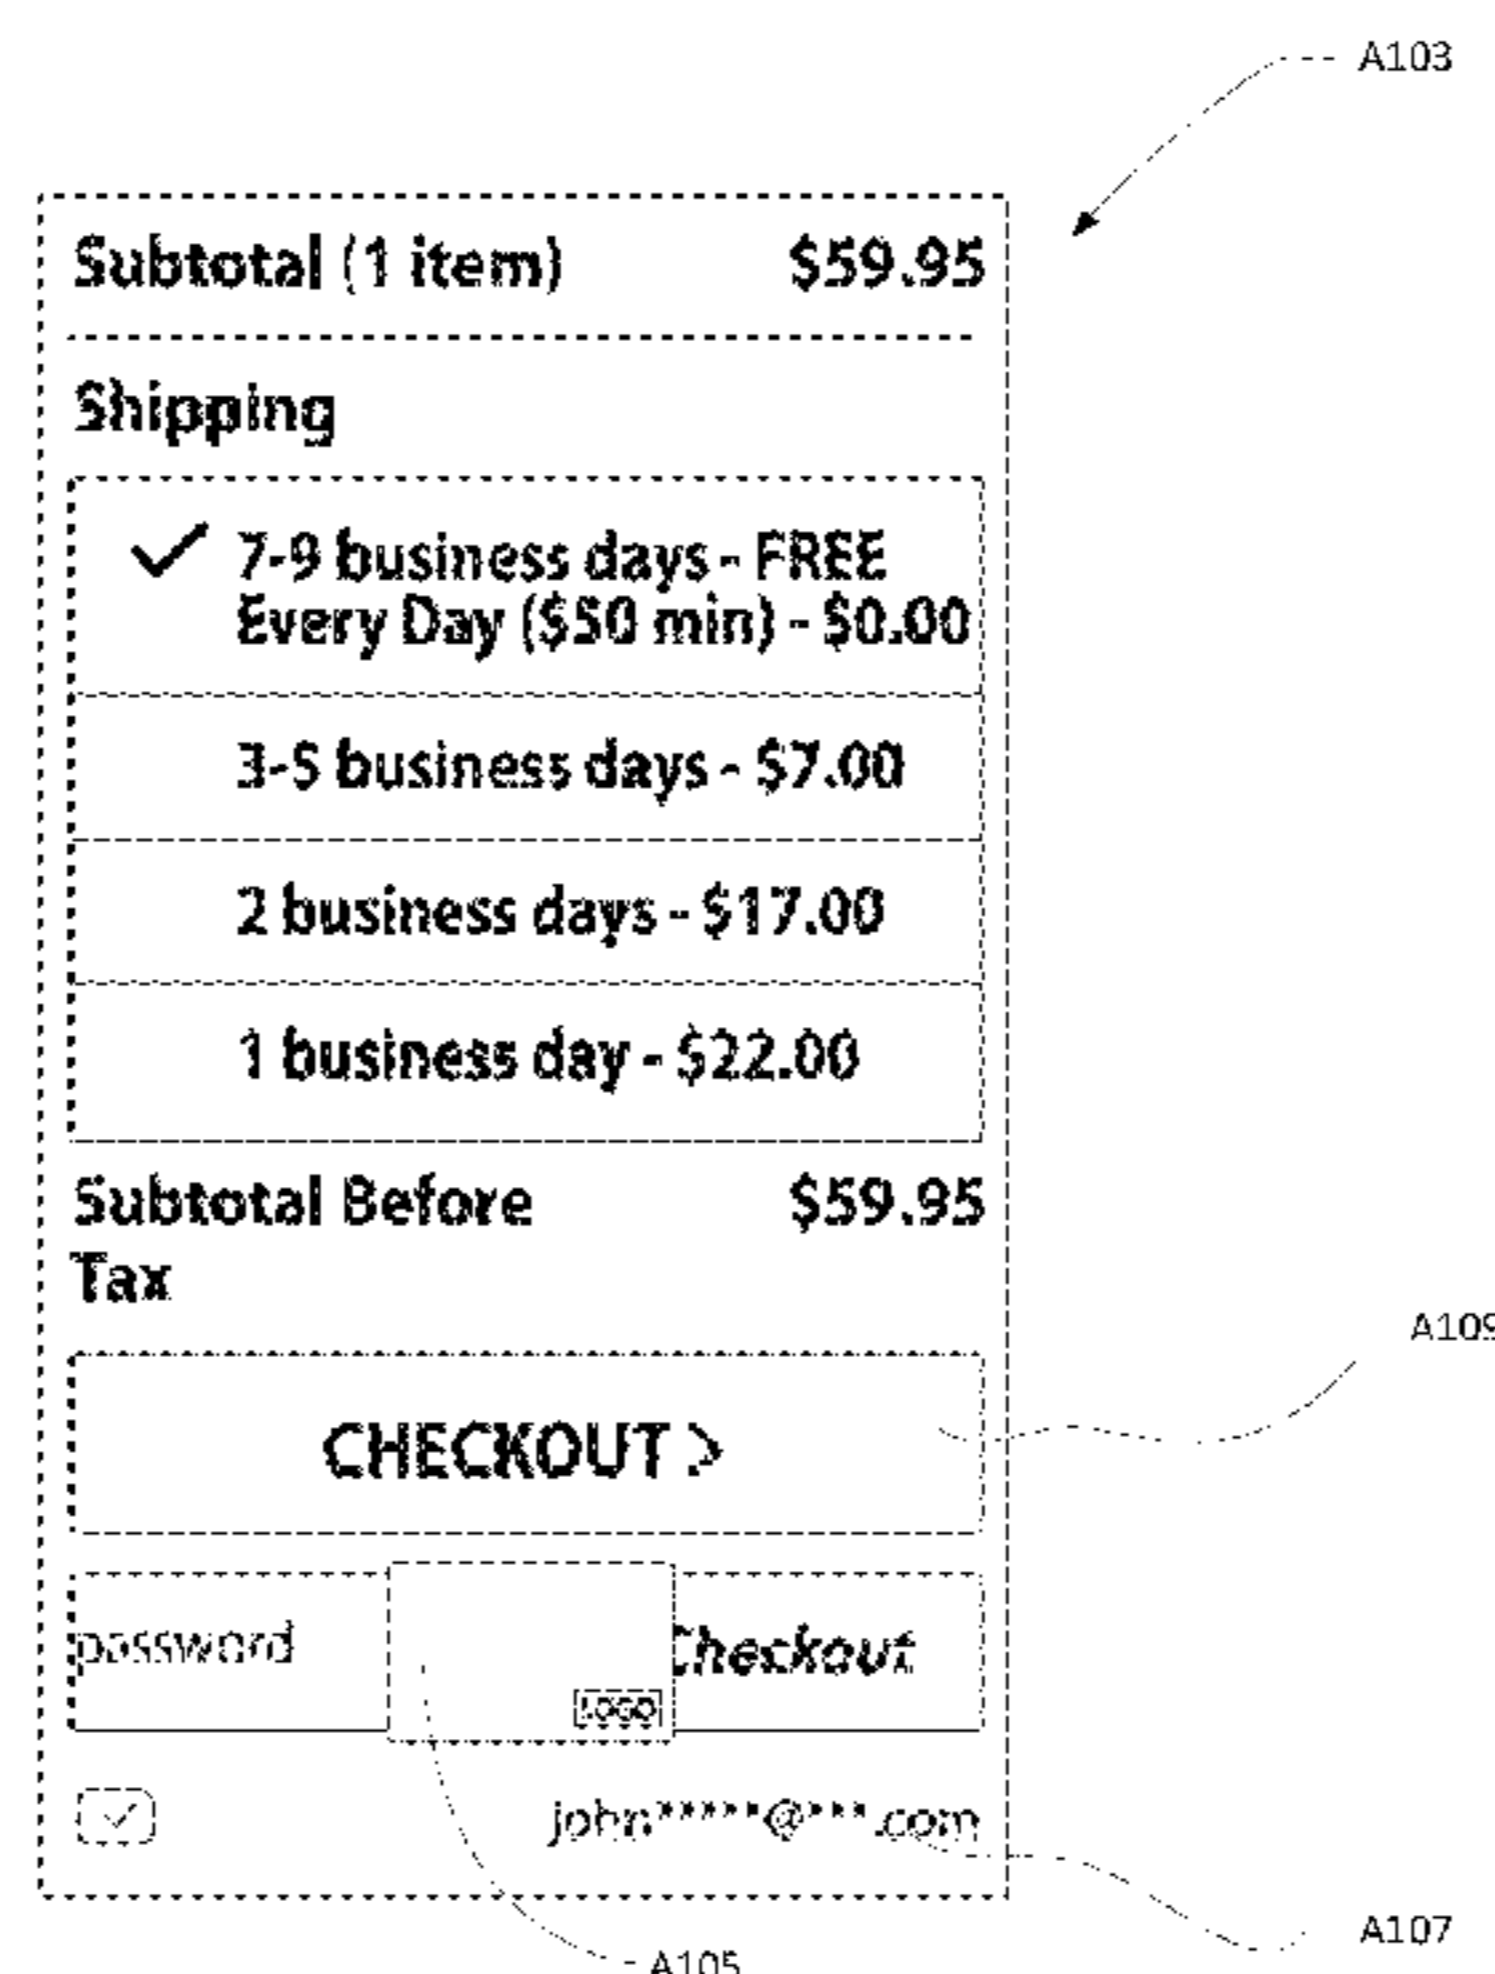 A103
Subtotal (1 item) $59.95
Shipping
7-9 business days - FREE
Every Day ($50 min) - $0.00
3-5 business days - $7.00
2 business days - $17.00
1 business day - $22.00
Subtotal Before $59.95
Tax
A109
CHECKOUT >
password Checkout
LOGO
john*****@***.com
A107
A105